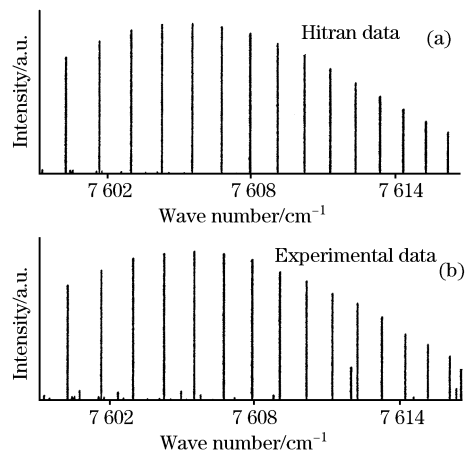 Hitran data
(a)
Intensity/a.u.
7 602
7 608
7 614
Wave number/cm⁻¹
Experimental data
(b)
Intensity/a.u.
7 602
7 608
7 614
Wave number/cm⁻¹